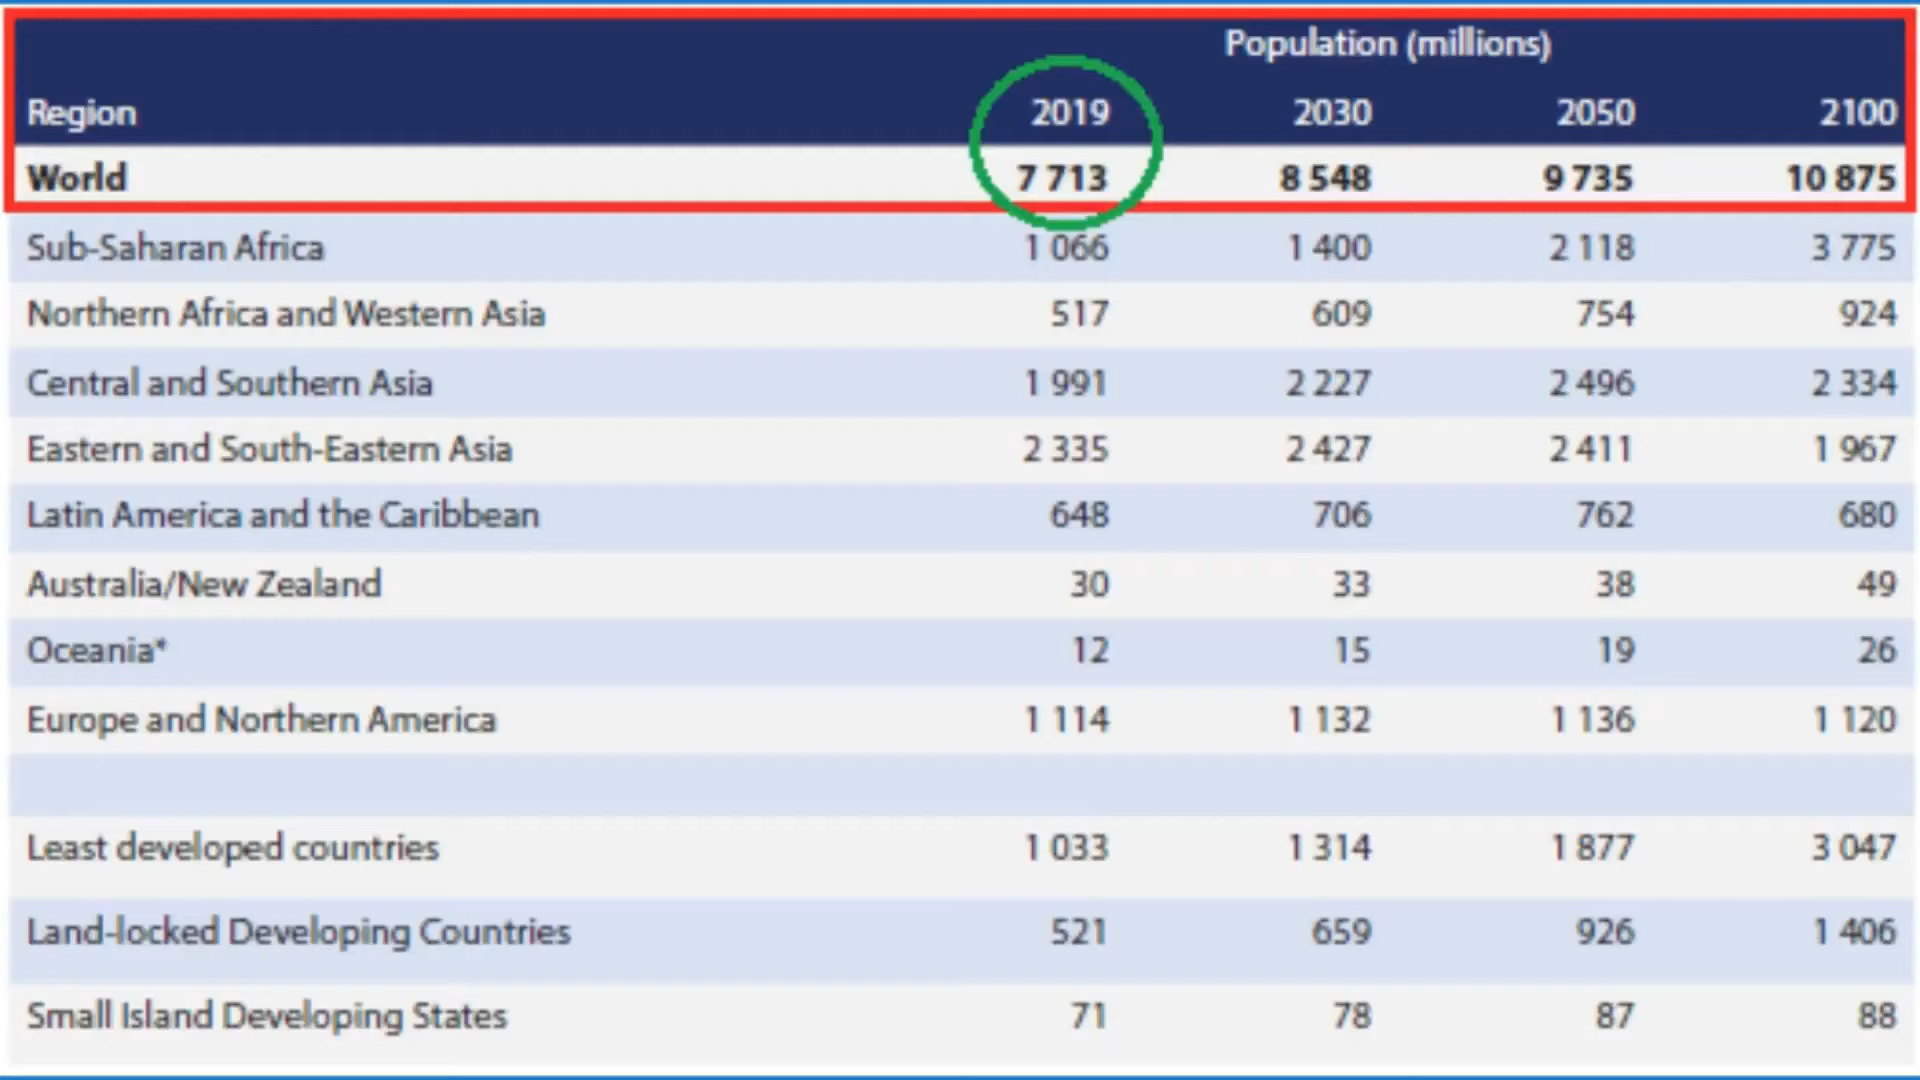 Population (millions)
Region 2019 2030 2050 2100
World 7 713 8 548 9 735 10 875
Sub-Saharan Africa 1 066 1 400 2 118 3 775
Northern Africa and Western Asia 517 609 754 924
Central and Southern Asia 1 991 2 227 2 496 2 334
Eastern and South-Eastern Asia 2 335 2 427 2 411 1 967
Latin America and the Caribbean 648 706 762 680
Australia/New Zealand 30 33 38 49
Oceania* 12 15 19 26
Europe and Northern America 1 114 1 132 1 136 1 120
Least developed countries 1 033 1 314 1 877 3 047
Land-locked Developing Countries 521 659 926 1 406
Small Island Developing States 71 78 87 88